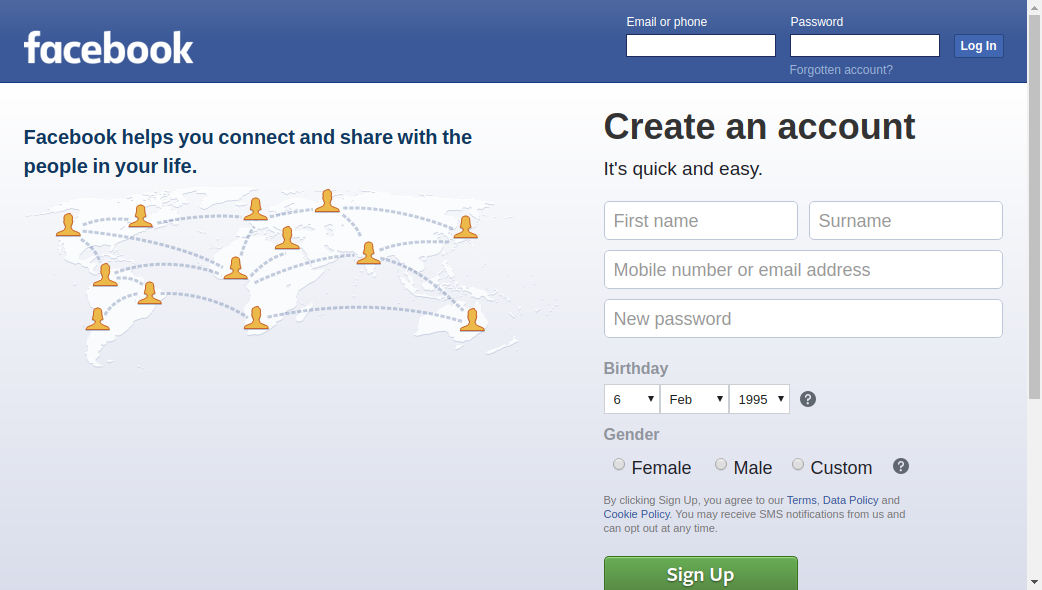 facebook
Email or phone
Password
Log In
Forgotten account?
Facebook helps you connect and share with the
people in your life.
Create an account
It's quick and easy.
First name
Surname
Mobile number or email address
New password
Birthday
6
Feb
1995
?
Gender
Female
Male
Custom
?
By clicking Sign Up, you agree to our Terms, Data Policy and
Cookie Policy. You may receive SMS notifications from us and
can opt out at any time.
Sign Up